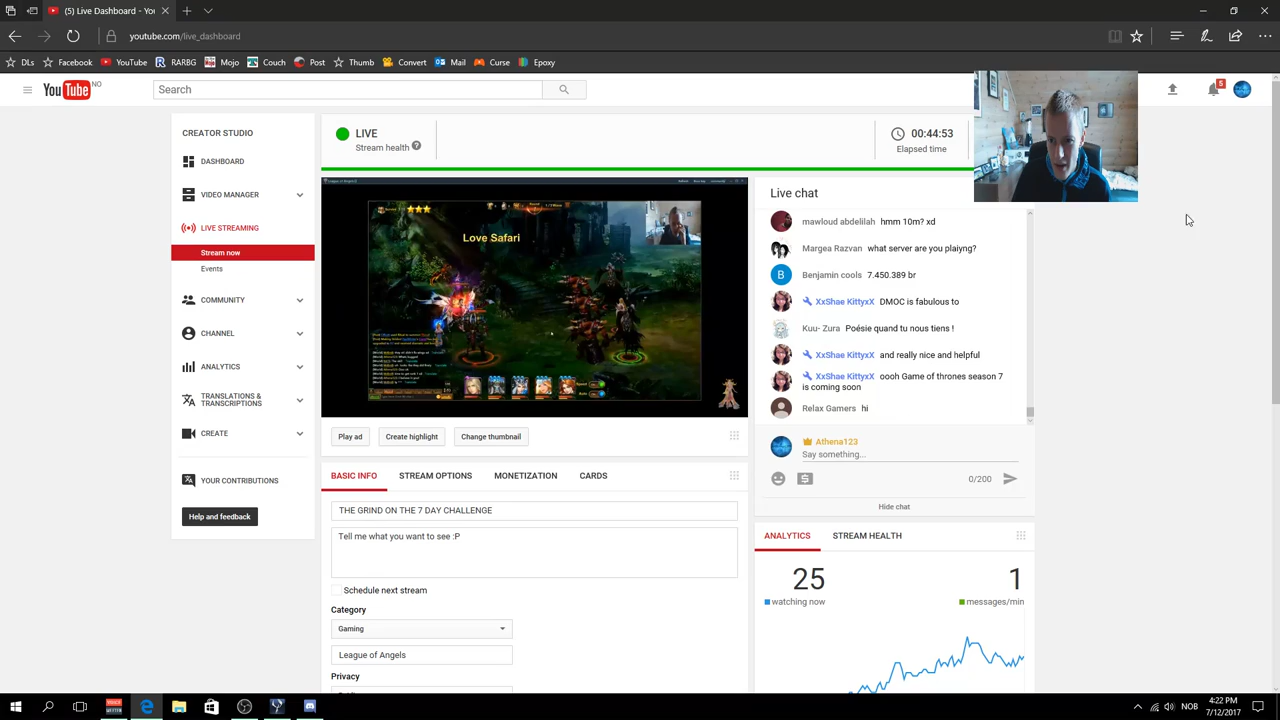 (5) Live Dashboard - Yo
youtube.com/live_dashboard
DLs
Facebook
YouTube
RARBG
Mojo
Couch
Post
Thumb
Convert
Mail
Curse
Epoxy
YouTube NO
Search
5
CREATOR STUDIO
DASHBOARD
VIDEO MANAGER
LIVE STREAMING
Stream now
Events
COMMUNITY
CHANNEL
ANALYTICS
TRANSLATIONS &
TRANSCRIPTIONS
CREATE
YOUR CONTRIBUTIONS
Help and feedback
LIVE
Stream health ?
00:44:53
Elapsed time
Love Safari
Play ad
Create highlight
Change thumbnail
BASIC INFO
STREAM OPTIONS
MONETIZATION
CARDS
THE GRIND ON THE 7 DAY CHALLENGE
Tell me what you want to see :P
Schedule next stream
Category
Gaming
League of Angels
Privacy
Live chat
mawloud abdelilah hmm 10m? xd
Margea Razvan what server are you plaiyng?
B Benjamin cools 7.450.389 br
XxShae KittyxX DMOC is fabulous to
Kuu- Zura Poésie quand tu nous tiens !
XxShae KittyxX and really nice and helpful
XxShae KittyxX oooh Game of thrones season 7
is coming soon
Relax Gamers hi
Athena123
Say something...
0/200
Hide chat
ANALYTICS
STREAM HEALTH
25
watching now
1
messages/min
NOB
4:22 PM
7/12/2017